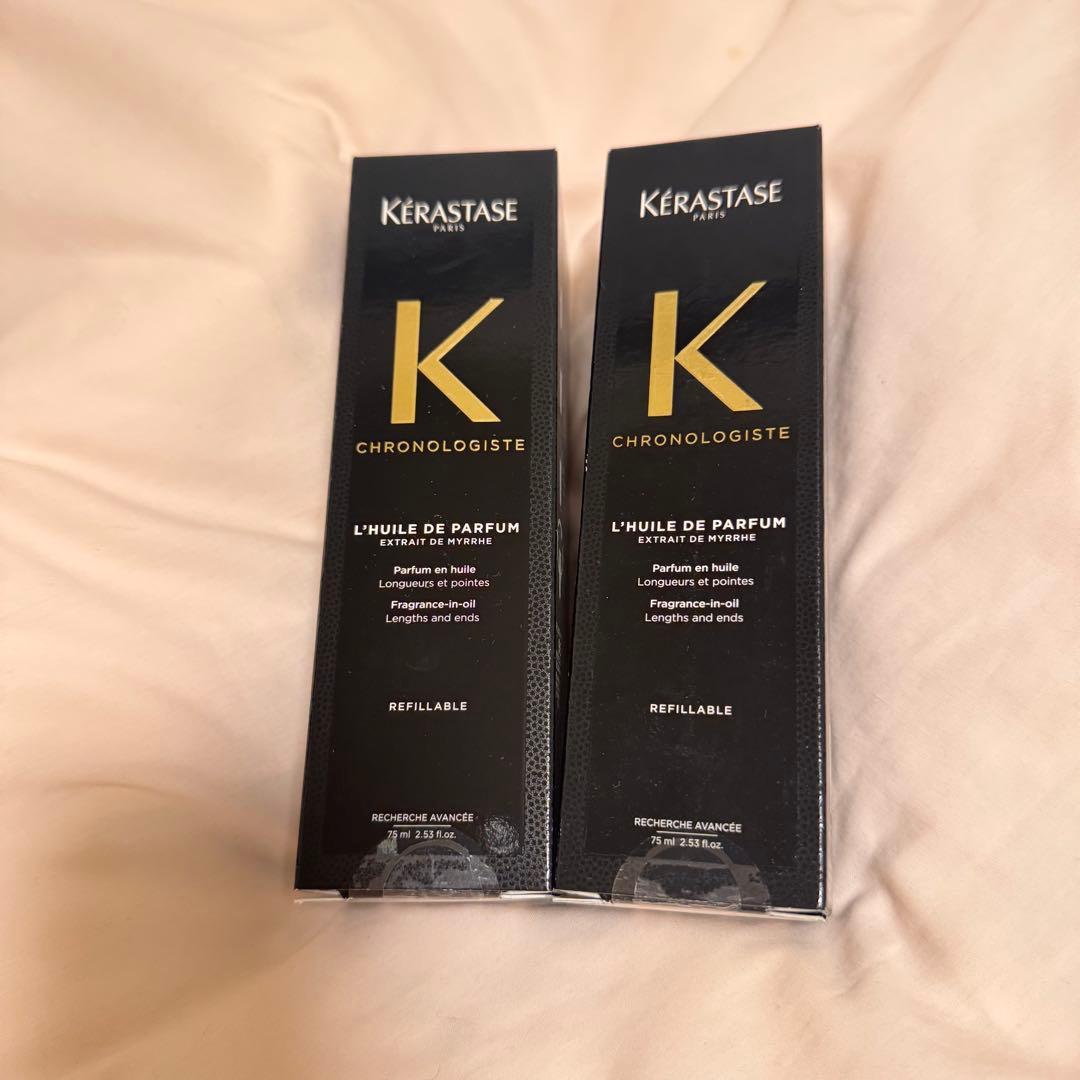 KÉRASTASE
PARIS
K
CHRONOLOGISTE
L'HUILE DE PARFUM
EXTRAIT DE MYRRHE
Parfum en huile
Longueurs et pointes
Fragrance-in-oil
Lengths and ends
REFILLABLE
RECHERCHE AVANCÉE
75 ml 2.53 fl.oz.
KÉRASTASE
PARIS
K
CHRONOLOGISTE
L'HUILE DE PARFUM
EXTRAIT DE MYRRHE
Parfum en huile
Longueurs et pointes
Fragrance-in-oil
Lengths and ends
REFILLABLE
RECHERCHE AVANCÉE
75 ml 2.53 fl.oz.